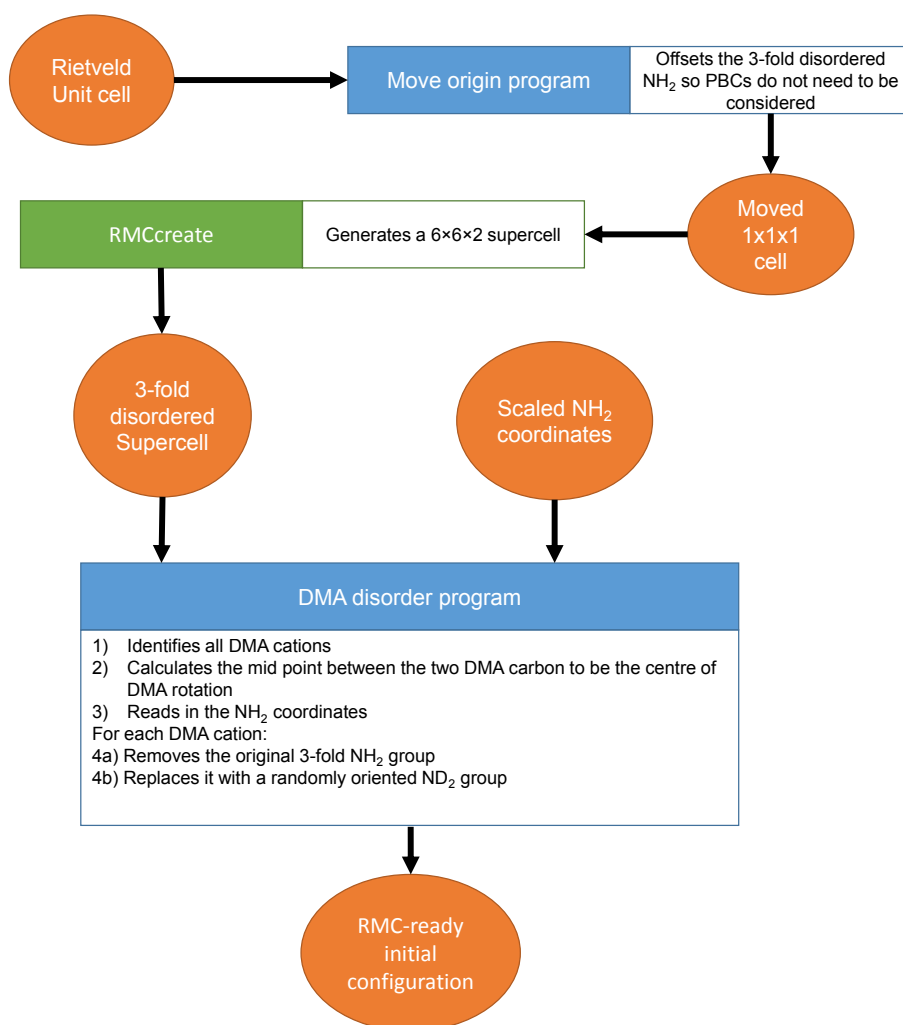 Rietveld
Unit cell
Move origin program
Offsets the 3-fold disordered
NH₂ so PBCs do not need to be
considered
RMCcreate
Generates a 6×6×2 supercell
Moved
1x1x1
cell
3-fold
disordered
Supercell
Scaled NH₂
coordinates
DMA disorder program
1) Identifies all DMA cations
2) Calculates the mid point between the two DMA carbon to be the centre of
DMA rotation
3) Reads in the NH₂ coordinates
For each DMA cation:
4a) Removes the original 3-fold NH₂ group
4b) Replaces it with a randomly oriented ND₂ group
RMC-ready
initial
configuration